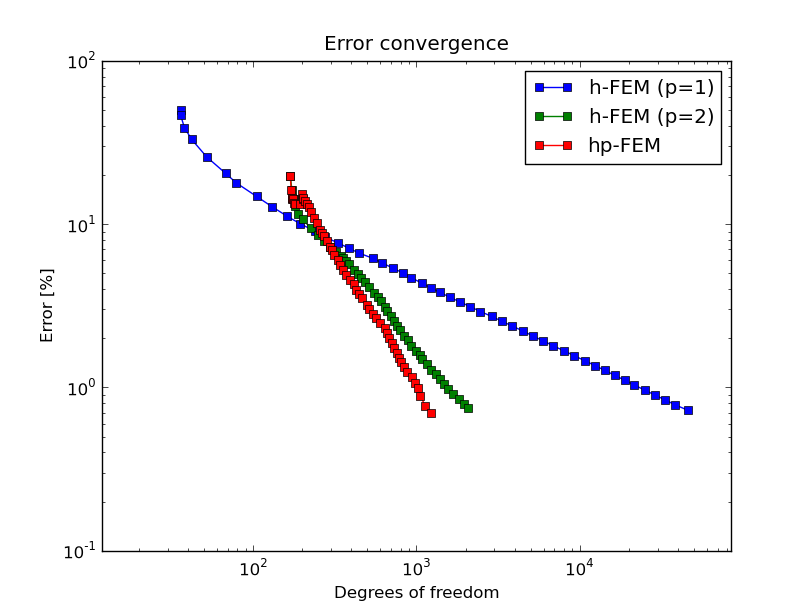 Error convergence
h-FEM (p=1)
h-FEM (p=2)
hp-FEM
Error [%]
10^2
10^1
10^0
10^-1
10^2 10^3 10^4
Degrees of freedom